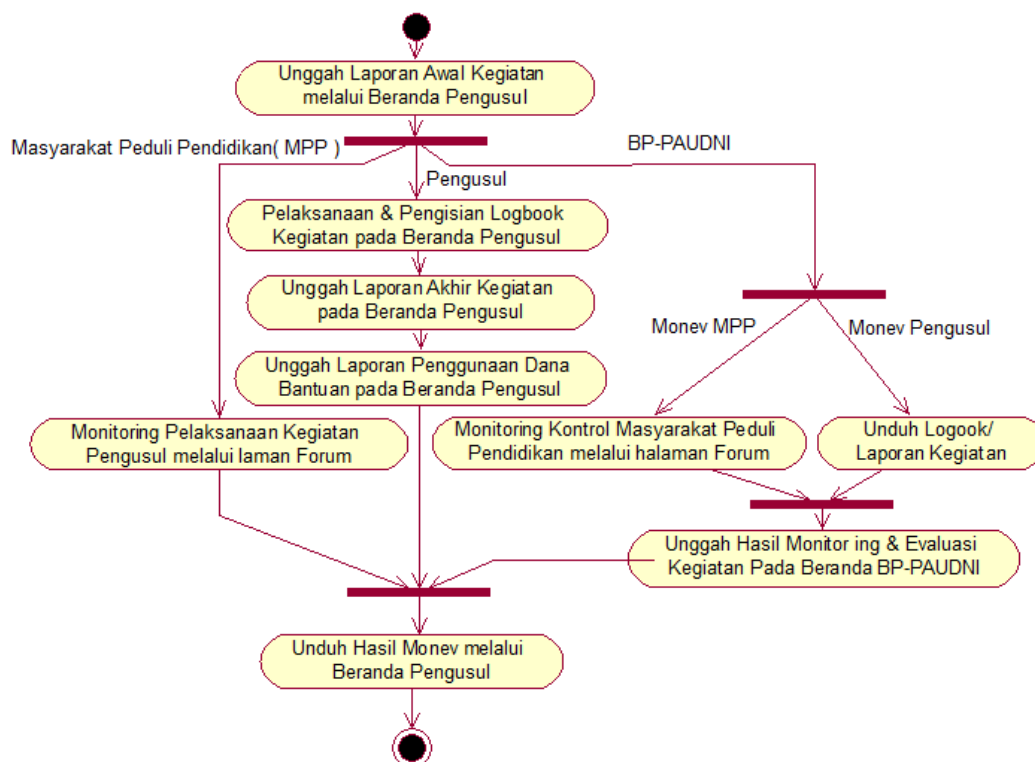 Unggah Laporan Awal Kegiatan
melalui Beranda Pengusul
Masyarakat Peduli Pendidikan( MPP )
BP-PAUDNI
Pengusul
Pelaksanaan & Pengisian Logbook
Kegiatan pada Beranda Pengusul
Unggah Laporan Akhir Kegiatan
pada Beranda Pengusul
Monev MPP
Monev Pengusul
Unggah Laporan Penggunaan Dana
Bantuan pada Beranda Pengusul
Monitoring Pelaksanaan Kegiatan
Pengusul melalui laman Forum
Monitoring Kontrol Masyarakat Peduli
Pendidikan melalui halaman Forum
Unduh Logook/
Laporan Kegiatan
Unggah Hasil Monitor ing & Evaluasi
Kegiatan Pada Beranda BP-PAUDNI
Unduh Hasil Monev melalui
Beranda Pengusul